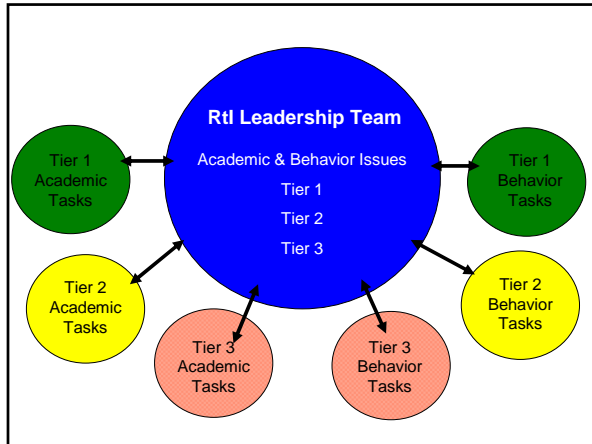 RtI Leadership Team
Academic & Behavior Issues
Tier 1
Tier 2
Tier 3
Tier 1
Academic
Tasks
Tier 1
Behavior
Tasks
Tier 2
Academic
Tasks
Tier 2
Behavior
Tasks
Tier 3
Academic
Tasks
Tier 3
Behavior
Tasks